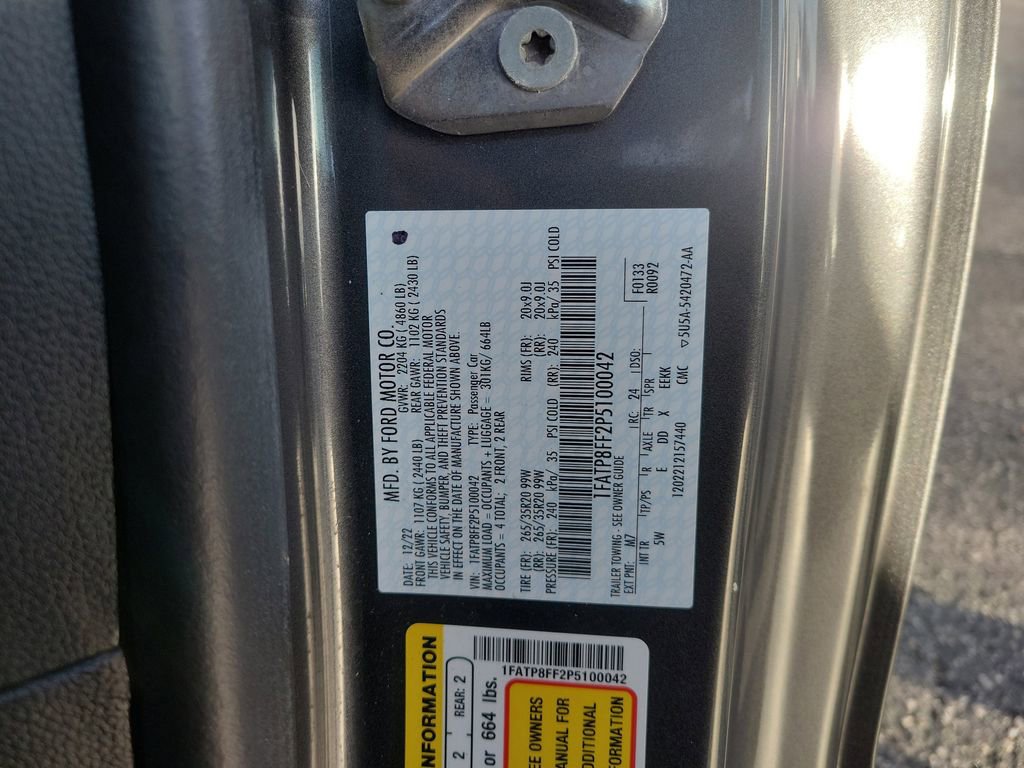 MFD. BY FORD MOTOR CO.
DATE: 12/22 GVWR: 2204 KG ( 4860 LB)
FRONT GAWR: 1107 KG ( 2440LB) REAR GAWR: 1102 KG ( 2430 LB)
THIS VEHICLE CONFORMS TO ALL APPLICABLE FEDERAL MOTOR
VEHICLE SAFETY, BUMPER, AND THEFT PREVENTION STANDARDS
IN EFFECT ON THE DATE OF MANUFACTURE SHOWN ABOVE.
VIN: 1FATP8FF2P5100042 TYPE: Passenger Car
MAXIMUM LOAD = OCCUPANTS + LUGGAGE = 301KG/ 664LB
OCCUPANTS = 4 TOTAL; 2 FRONT, 2 REAR
TIRE (FR): 265/35R20 99W RIMS (FR): 20x9.0J
(RR): 265/35R20 99W (RR): 20x9.0J
PRESSURE (FR): 240 kPa/ 35 PSI COLD (RR): 240 kPa/ 35 PSI COLD
1FATP8FF2P5100042
TRAILER TOWING - SEE OWNER GUIDE
EXT PNT: M7 RC: 24 DSO: F0133
R0092
INT TR TP/PS R AXLE TR SPR
5W E DD X EEKK
1202212157440 CMC ▽5U5A-5420472-AA
NFORMATION
2 REAR: 2
or 664 lbs.
1FATP8FF2P5100042
EE OWNERS
ANUAL FOR
DDITIONAL
FORMATION